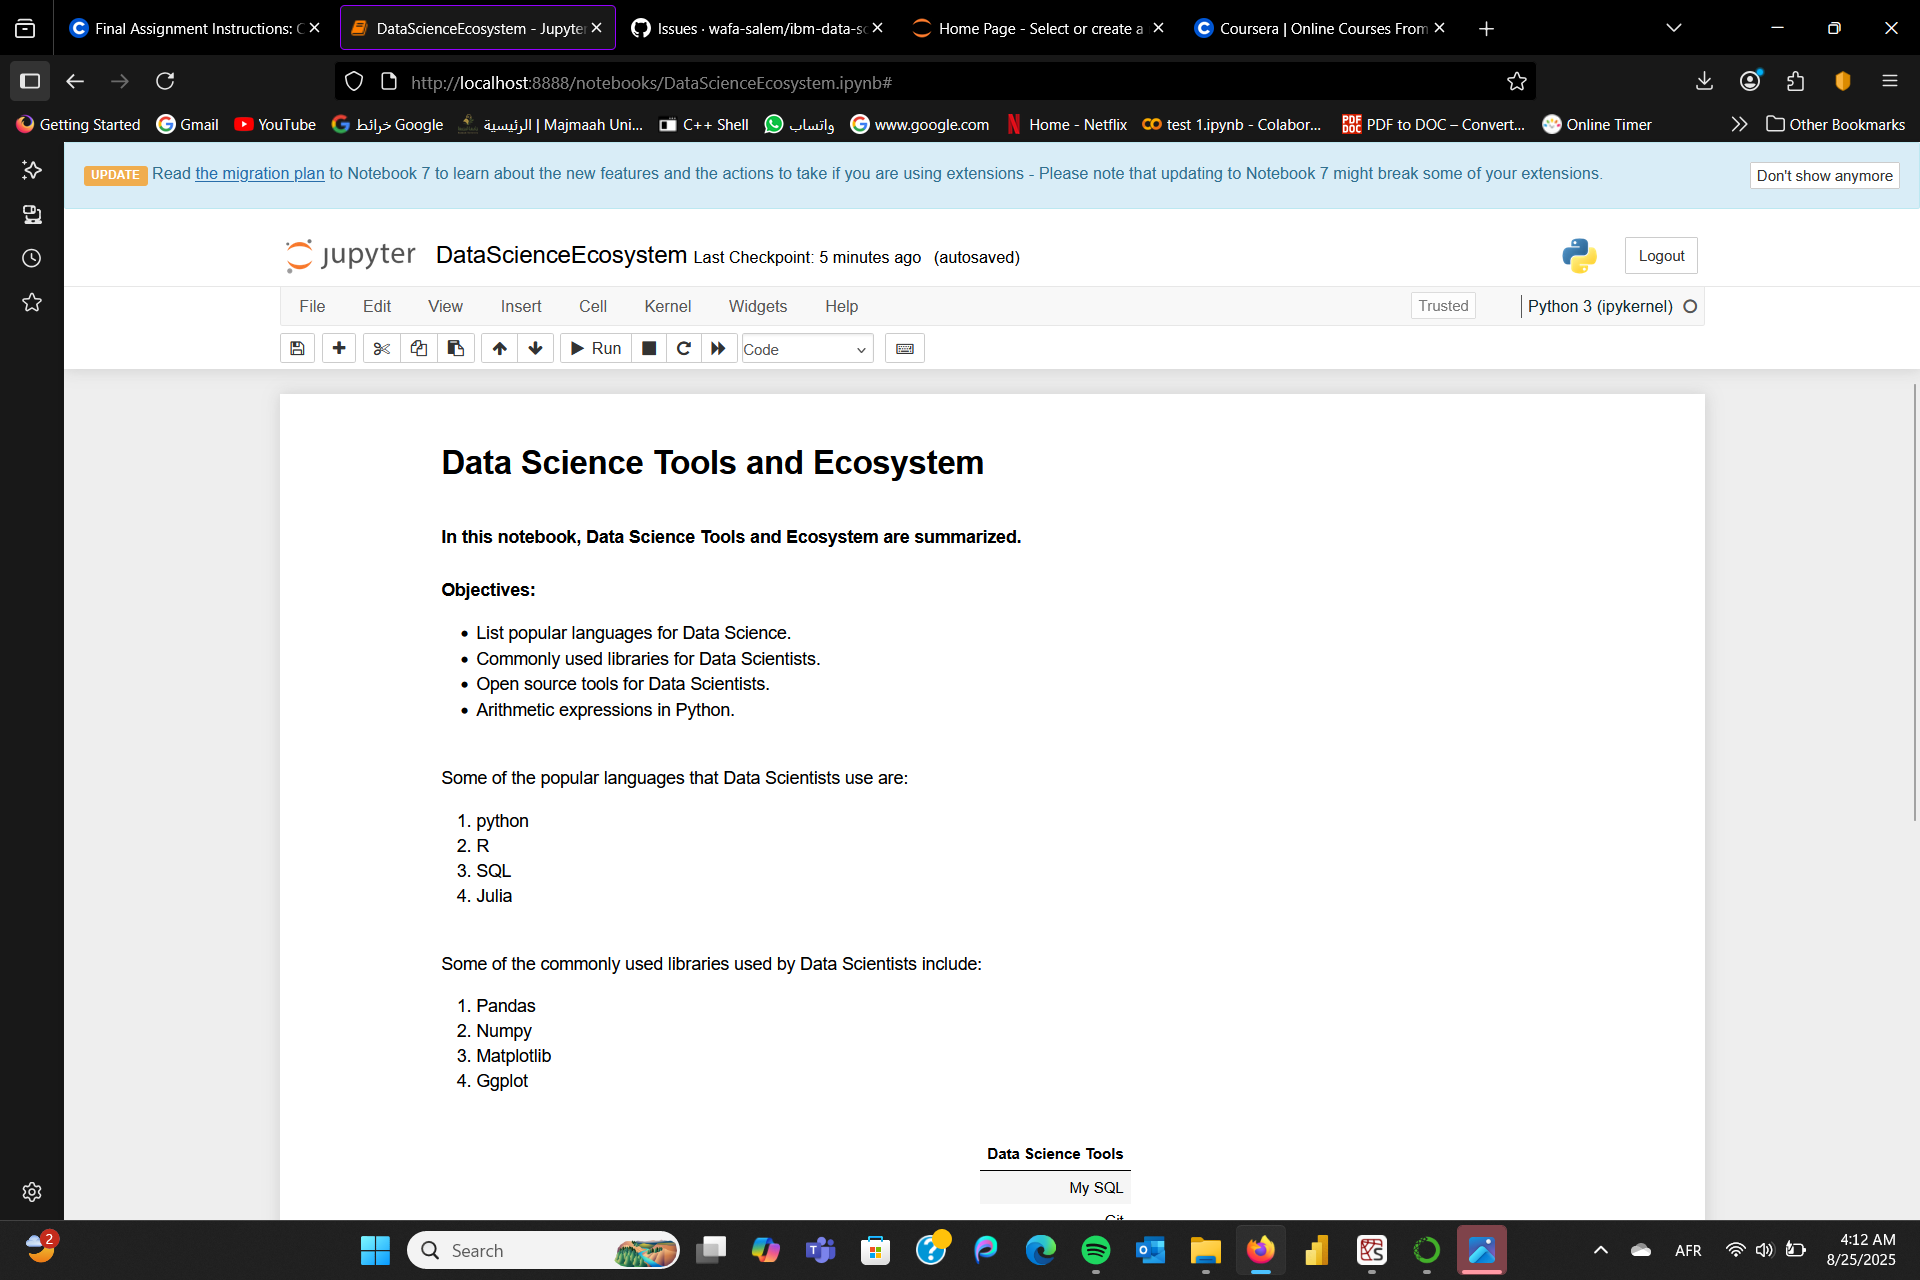 Final Assignment Instructions: C
DataScienceEcosystem - Jupyter
Issues · wafa-salem/ibm-data-sc
Home Page - Select or create a
Coursera | Online Courses From
http://localhost:8888/notebooks/DataScienceEcosystem.ipynb#
Getting Started
Gmail
YouTube
خرائط Google
الرئيسية | Majmaah Uni...
C++ Shell
واتساب
www.google.com
Home - Netflix
test 1.ipynb - Colabor...
PDF to DOC – Convert...
Online Timer
Other Bookmarks
UPDATE Read the migration plan to Notebook 7 to learn about the new features and the actions to take if you are using extensions - Please note that updating to Notebook 7 might break some of your extensions.
Don't show anymore
jupyter DataScienceEcosystem Last Checkpoint: 5 minutes ago (autosaved)
Logout
File Edit View Insert Cell Kernel Widgets Help
Trusted
Python 3 (ipykernel)
Run
Code
Data Science Tools and Ecosystem
In this notebook, Data Science Tools and Ecosystem are summarized.
Objectives:
• List popular languages for Data Science.
• Commonly used libraries for Data Scientists.
• Open source tools for Data Scientists.
• Arithmetic expressions in Python.
Some of the popular languages that Data Scientists use are:
1. python
2. R
3. SQL
4. Julia
Some of the commonly used libraries used by Data Scientists include:
1. Pandas
2. Numpy
3. Matplotlib
4. Ggplot
Data Science Tools
My SQL
Git
2
Search
AFR
4:12 AM
8/25/2025